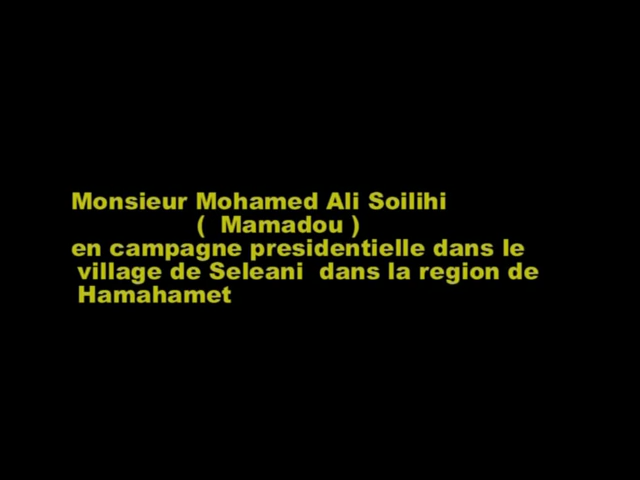 Monsieur Mohamed Ali Soilihi
( Mamadou )
en campagne presidentielle dans le
village de Seleani dans la region de
Hamahamet